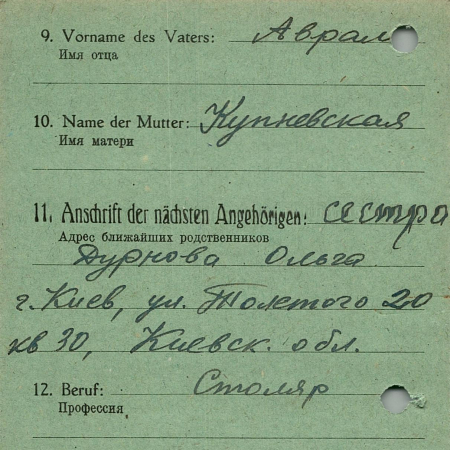 9. Vorname des Vaters: Аврам
Имя отца
10. Name der Mutter: Купневская
Имя матери
11. Anschrift der nächsten Angehörigen: сестра
Адрес ближайших родственников
Дурнова Ольга
г. Киев, ул. Толстого 20
кв 30, Киевск. обл.
12. Beruf: Столяр
Профессия